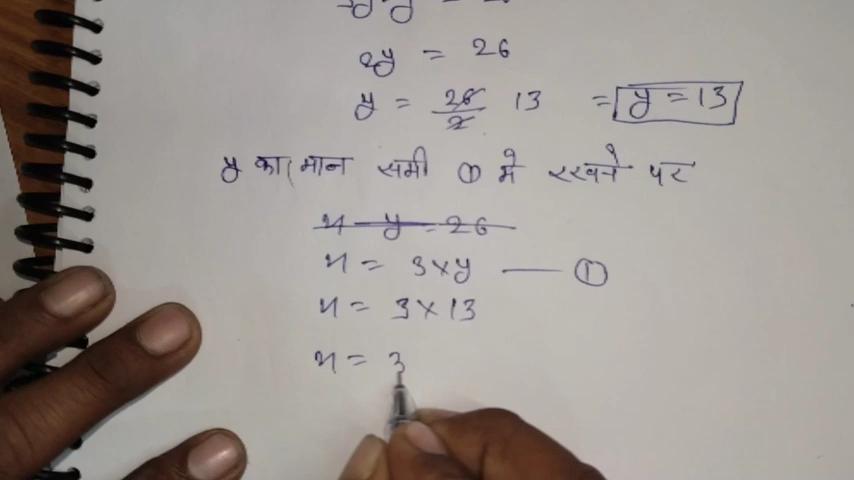 2y = 26
y = 26/2 13 = y = 13
y का मान समी ① मे रखने पर
x - y = 26
x = 3×y —— ①
x = 3×13
x = 3